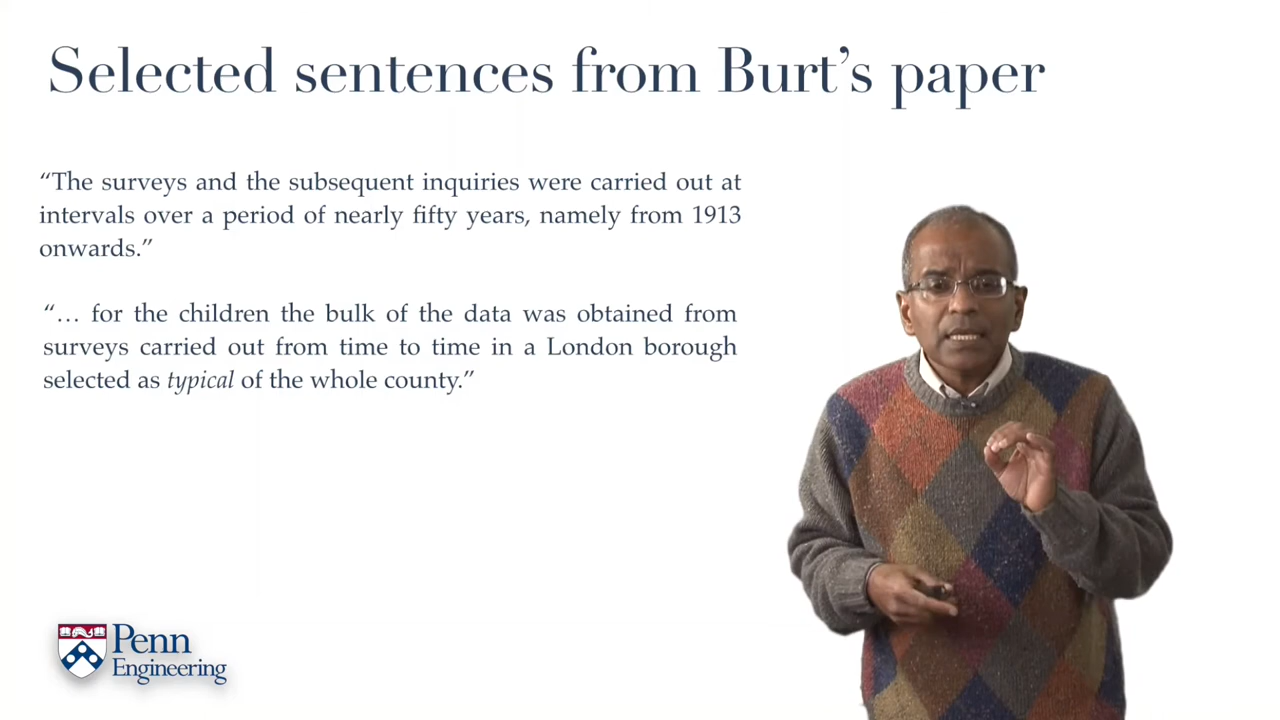 Selected sentences from Burt’s paper
“The surveys and the subsequent inquiries were carried out at
intervals over a period of nearly fifty years, namely from 1913
onwards.”
“… for the children the bulk of the data was obtained from
surveys carried out from time to time in a London borough
selected as typical of the whole county.”
Penn
Engineering